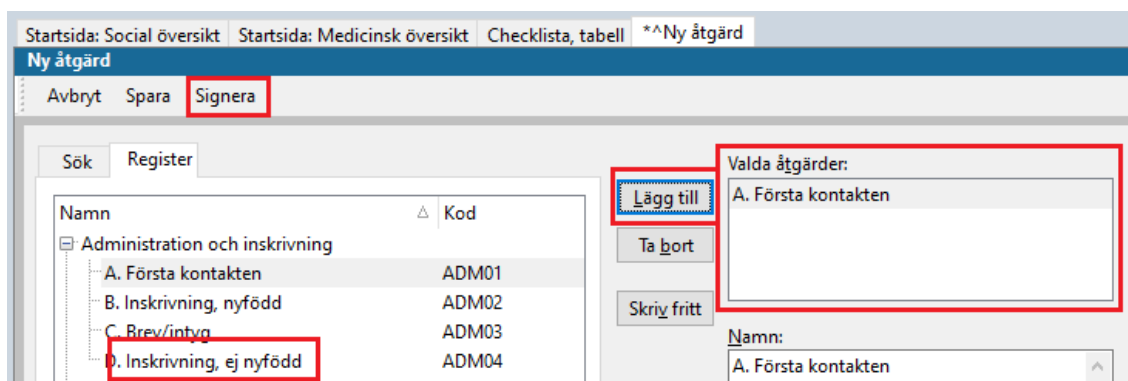 Startsida: Social översikt Startsida: Medicinsk översikt Checklista, tabell *^Ny åtgärd
Ny åtgärd
Avbryt Spara Signera
Sök Register
Namn Kod
Administration och inskrivning
A. Första kontakten ADM01
B. Inskrivning, nyfödd ADM02
C. Brev/intyg ADM03
D. Inskrivning, ej nyfödd ADM04
Lägg till
Ta bort
Skriv fritt
Valda åtgärder:
A. Första kontakten
Namn:
A. Första kontakten